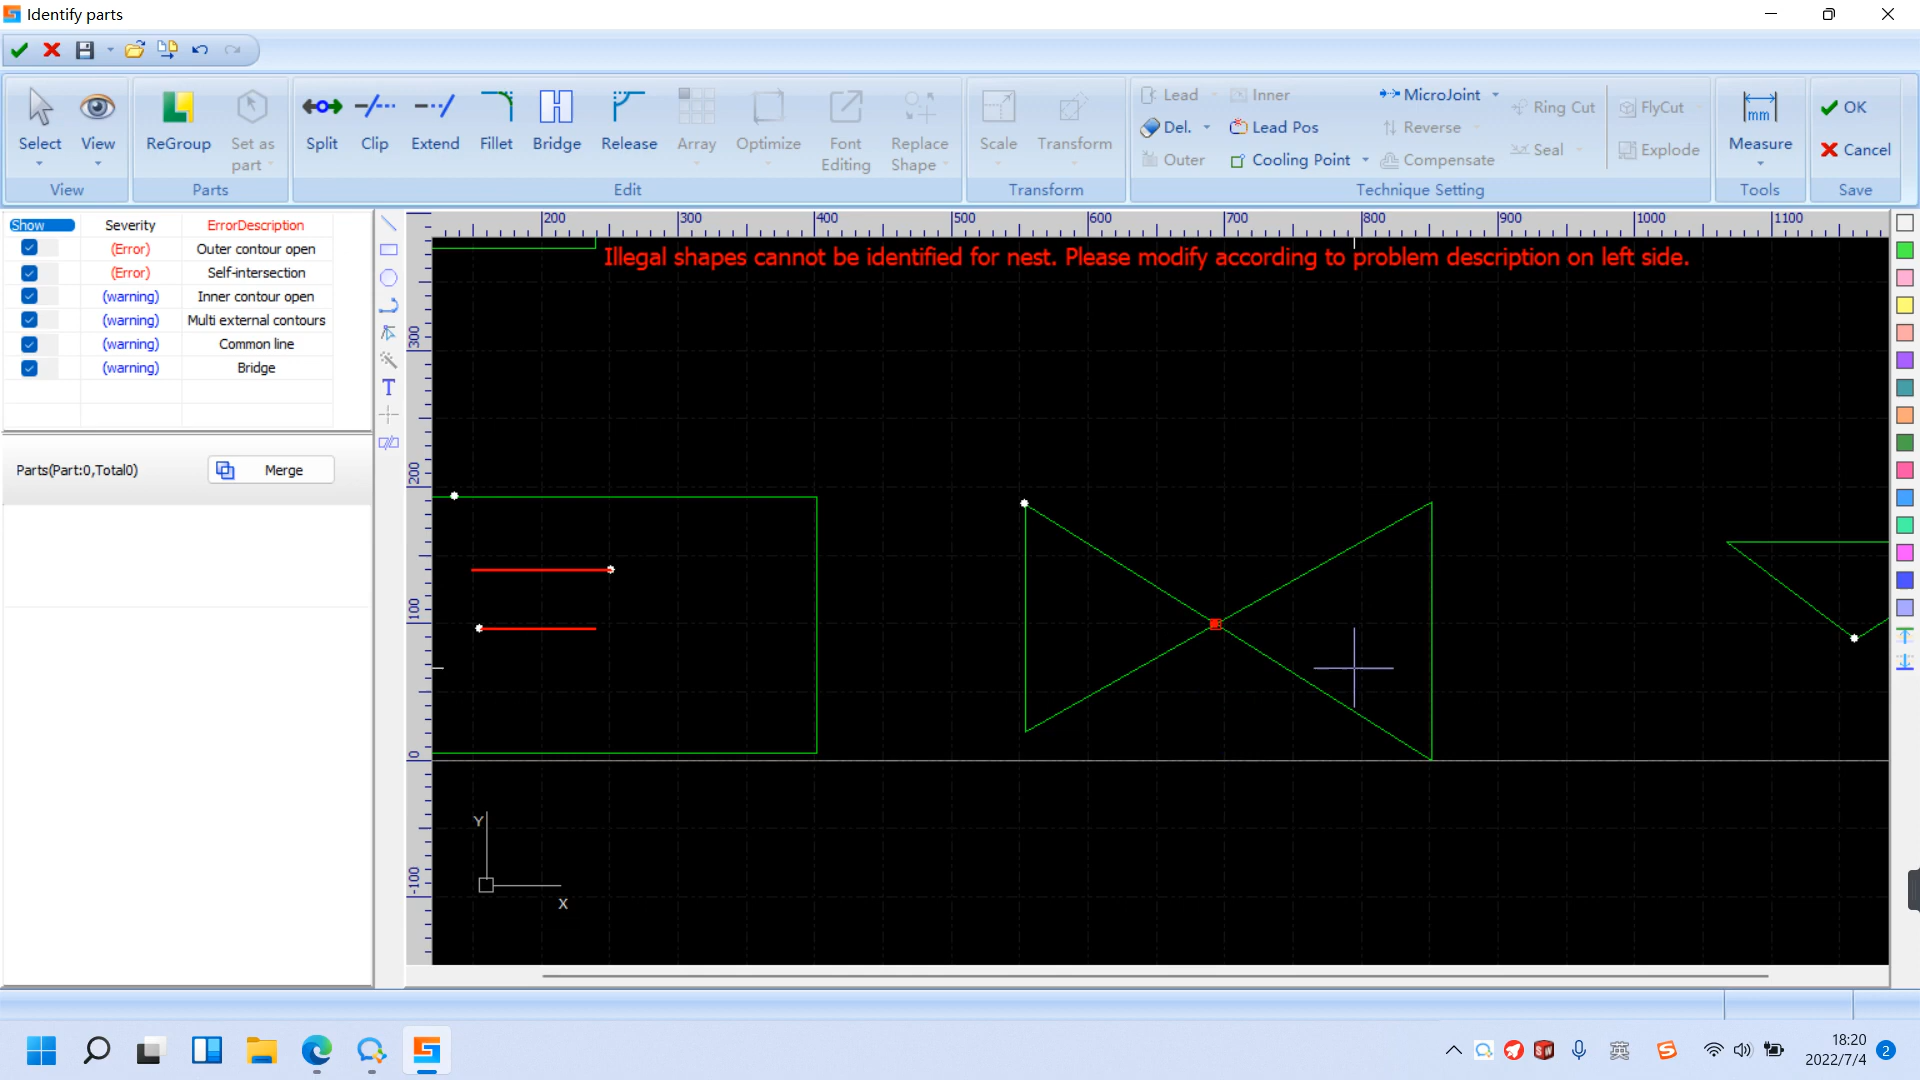 Identify parts
Select
View
ReGroup
Set as part
Split
Clip
Extend
Fillet
Bridge
Release
Array
Optimize
Font Editing
Replace Shape
Scale
Transform
Lead
Inner
MicroJoint
Ring Cut
FlyCut
Del.
Lead Pos
Reverse
Outer
Cooling Point
Compensate
Seal
Explode
mm
Measure
OK
Cancel
View
Parts
Edit
Transform
Technique Setting
Tools
Save
Show Severity ErrorDescription
(Error) Outer contour open
(Error) Self-intersection
(warning) Inner contour open
(warning) Multi external contours
(warning) Common line
(warning) Bridge
Parts(Part:0,Total0)
Merge
T
200 300 400 500 600 700 800 900 1000 1100
300
200
100
0
-100
Illegal shapes cannot be identified for nest. Please modify according to problem description on left side.
Y
X
SW
英
18:20
2022/7/4
2